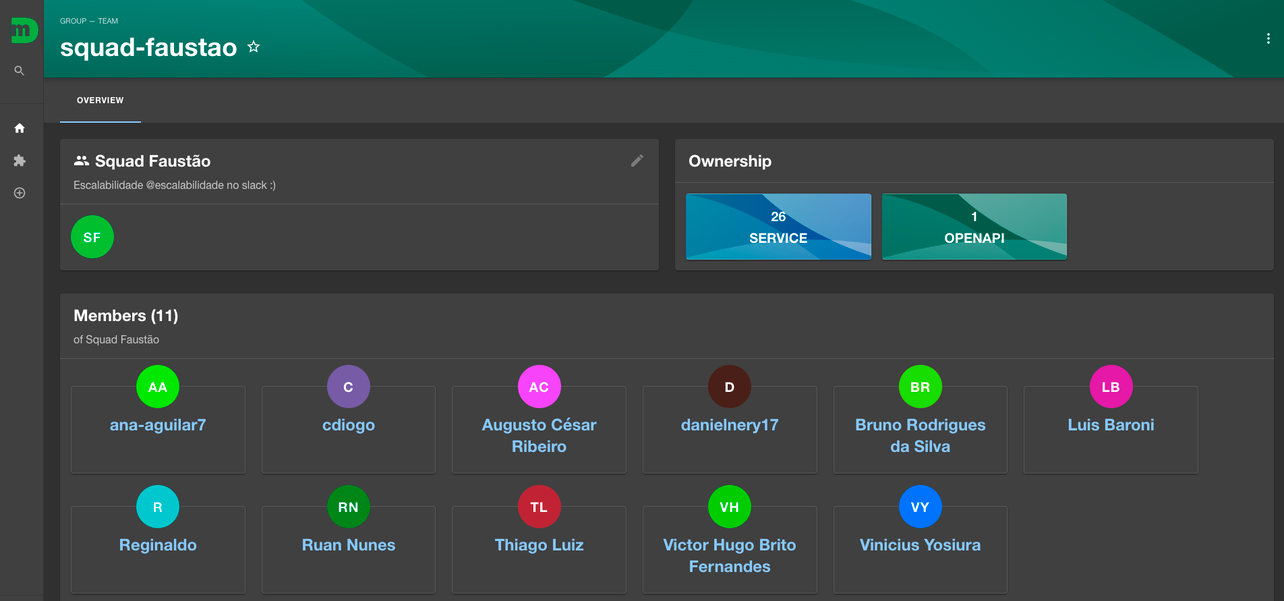 GROUP — TEAM
squad-faustao
OVERVIEW
Squad Faustão
Escalabilidade @escalabilidade no slack :)
SF
Ownership
26
SERVICE
1
OPENAPI
Members (11)
of Squad Faustão
AA
ana-aguilar7
C
cdiogo
AC
Augusto César
Ribeiro
D
danielnery17
BR
Bruno Rodrigues
da Silva
LB
Luis Baroni
R
Reginaldo
RN
Ruan Nunes
TL
Thiago Luiz
VH
Victor Hugo Brito
Fernandes
VY
Vinicius Yosiura